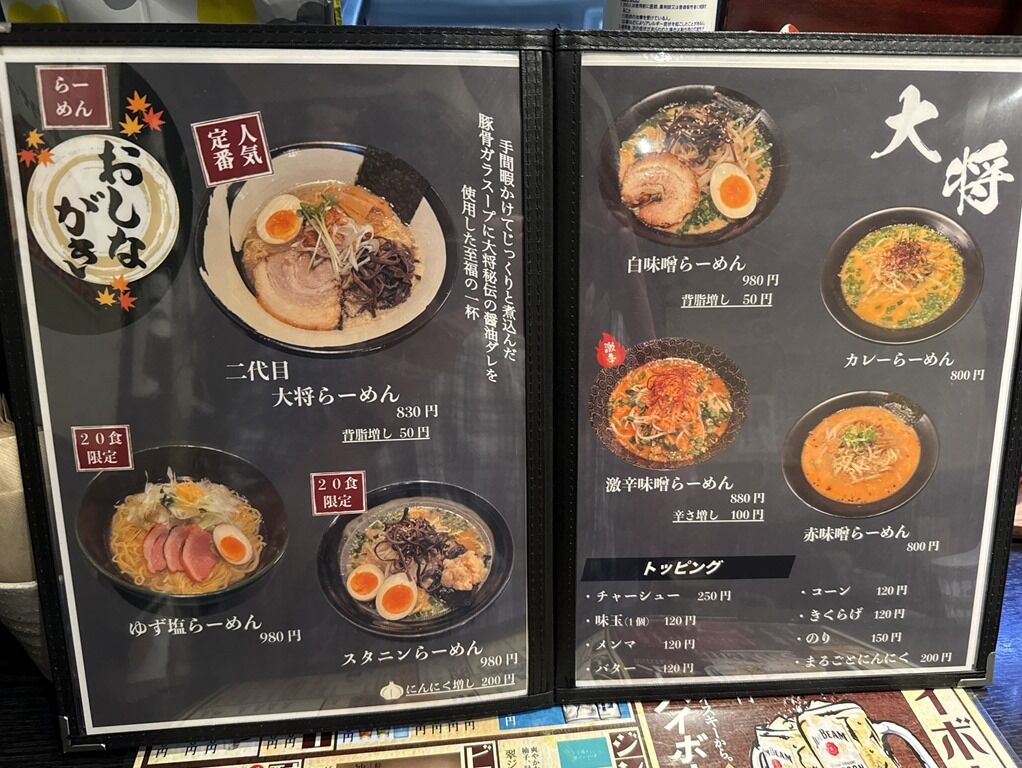 らー
めん
おしな
がき
人気
定番
手間暇かけてじっくりと煮込んだ
豚骨ガラスープに大将秘伝の醤油ダレを
使用した至福の一杯
二代目
大将らーめん
830円
背脂増し 50円
20食
限定
ゆず塩らーめん
980円
20食
限定
スタニンらーめん
980円
にんにく増し 200円
大将
白味噌らーめん
980円
背脂増し 50円
カレーらーめん
800円
激辛
激辛味噌らーめん
880円
辛さ増し 100円
赤味噌らーめん
800円
トッピング
・チャーシュー 250円
・味玉(1個) 120円
・メンマ 120円
・バター 120円
・コーン 120円
・きくらげ 120円
・のり 150円
・まるごとにんにく 200円
BEAM